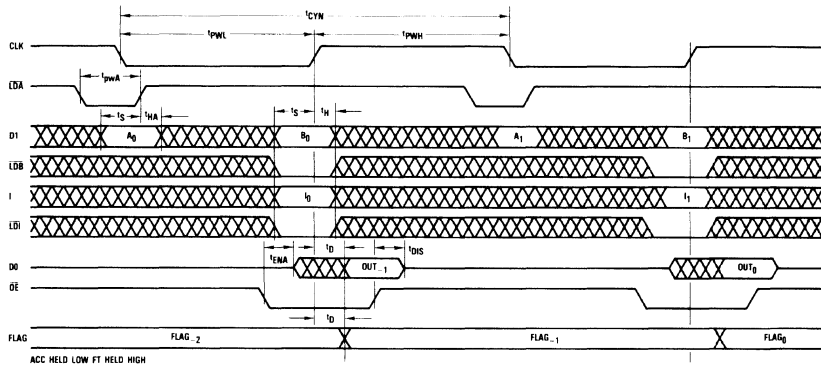 tCYN
tPWL tPWH
CLK
tpwA
LDA
tS tHA tS tH
DI A0 B0 A1 B1
LDB
I I0 I1
LDI
tENA tD tDIS
DO OUT-1 OUT0
OE
tD
FLAG FLAG-2 FLAG-1 FLAG0
ACC HELD LOW FT HELD HIGH